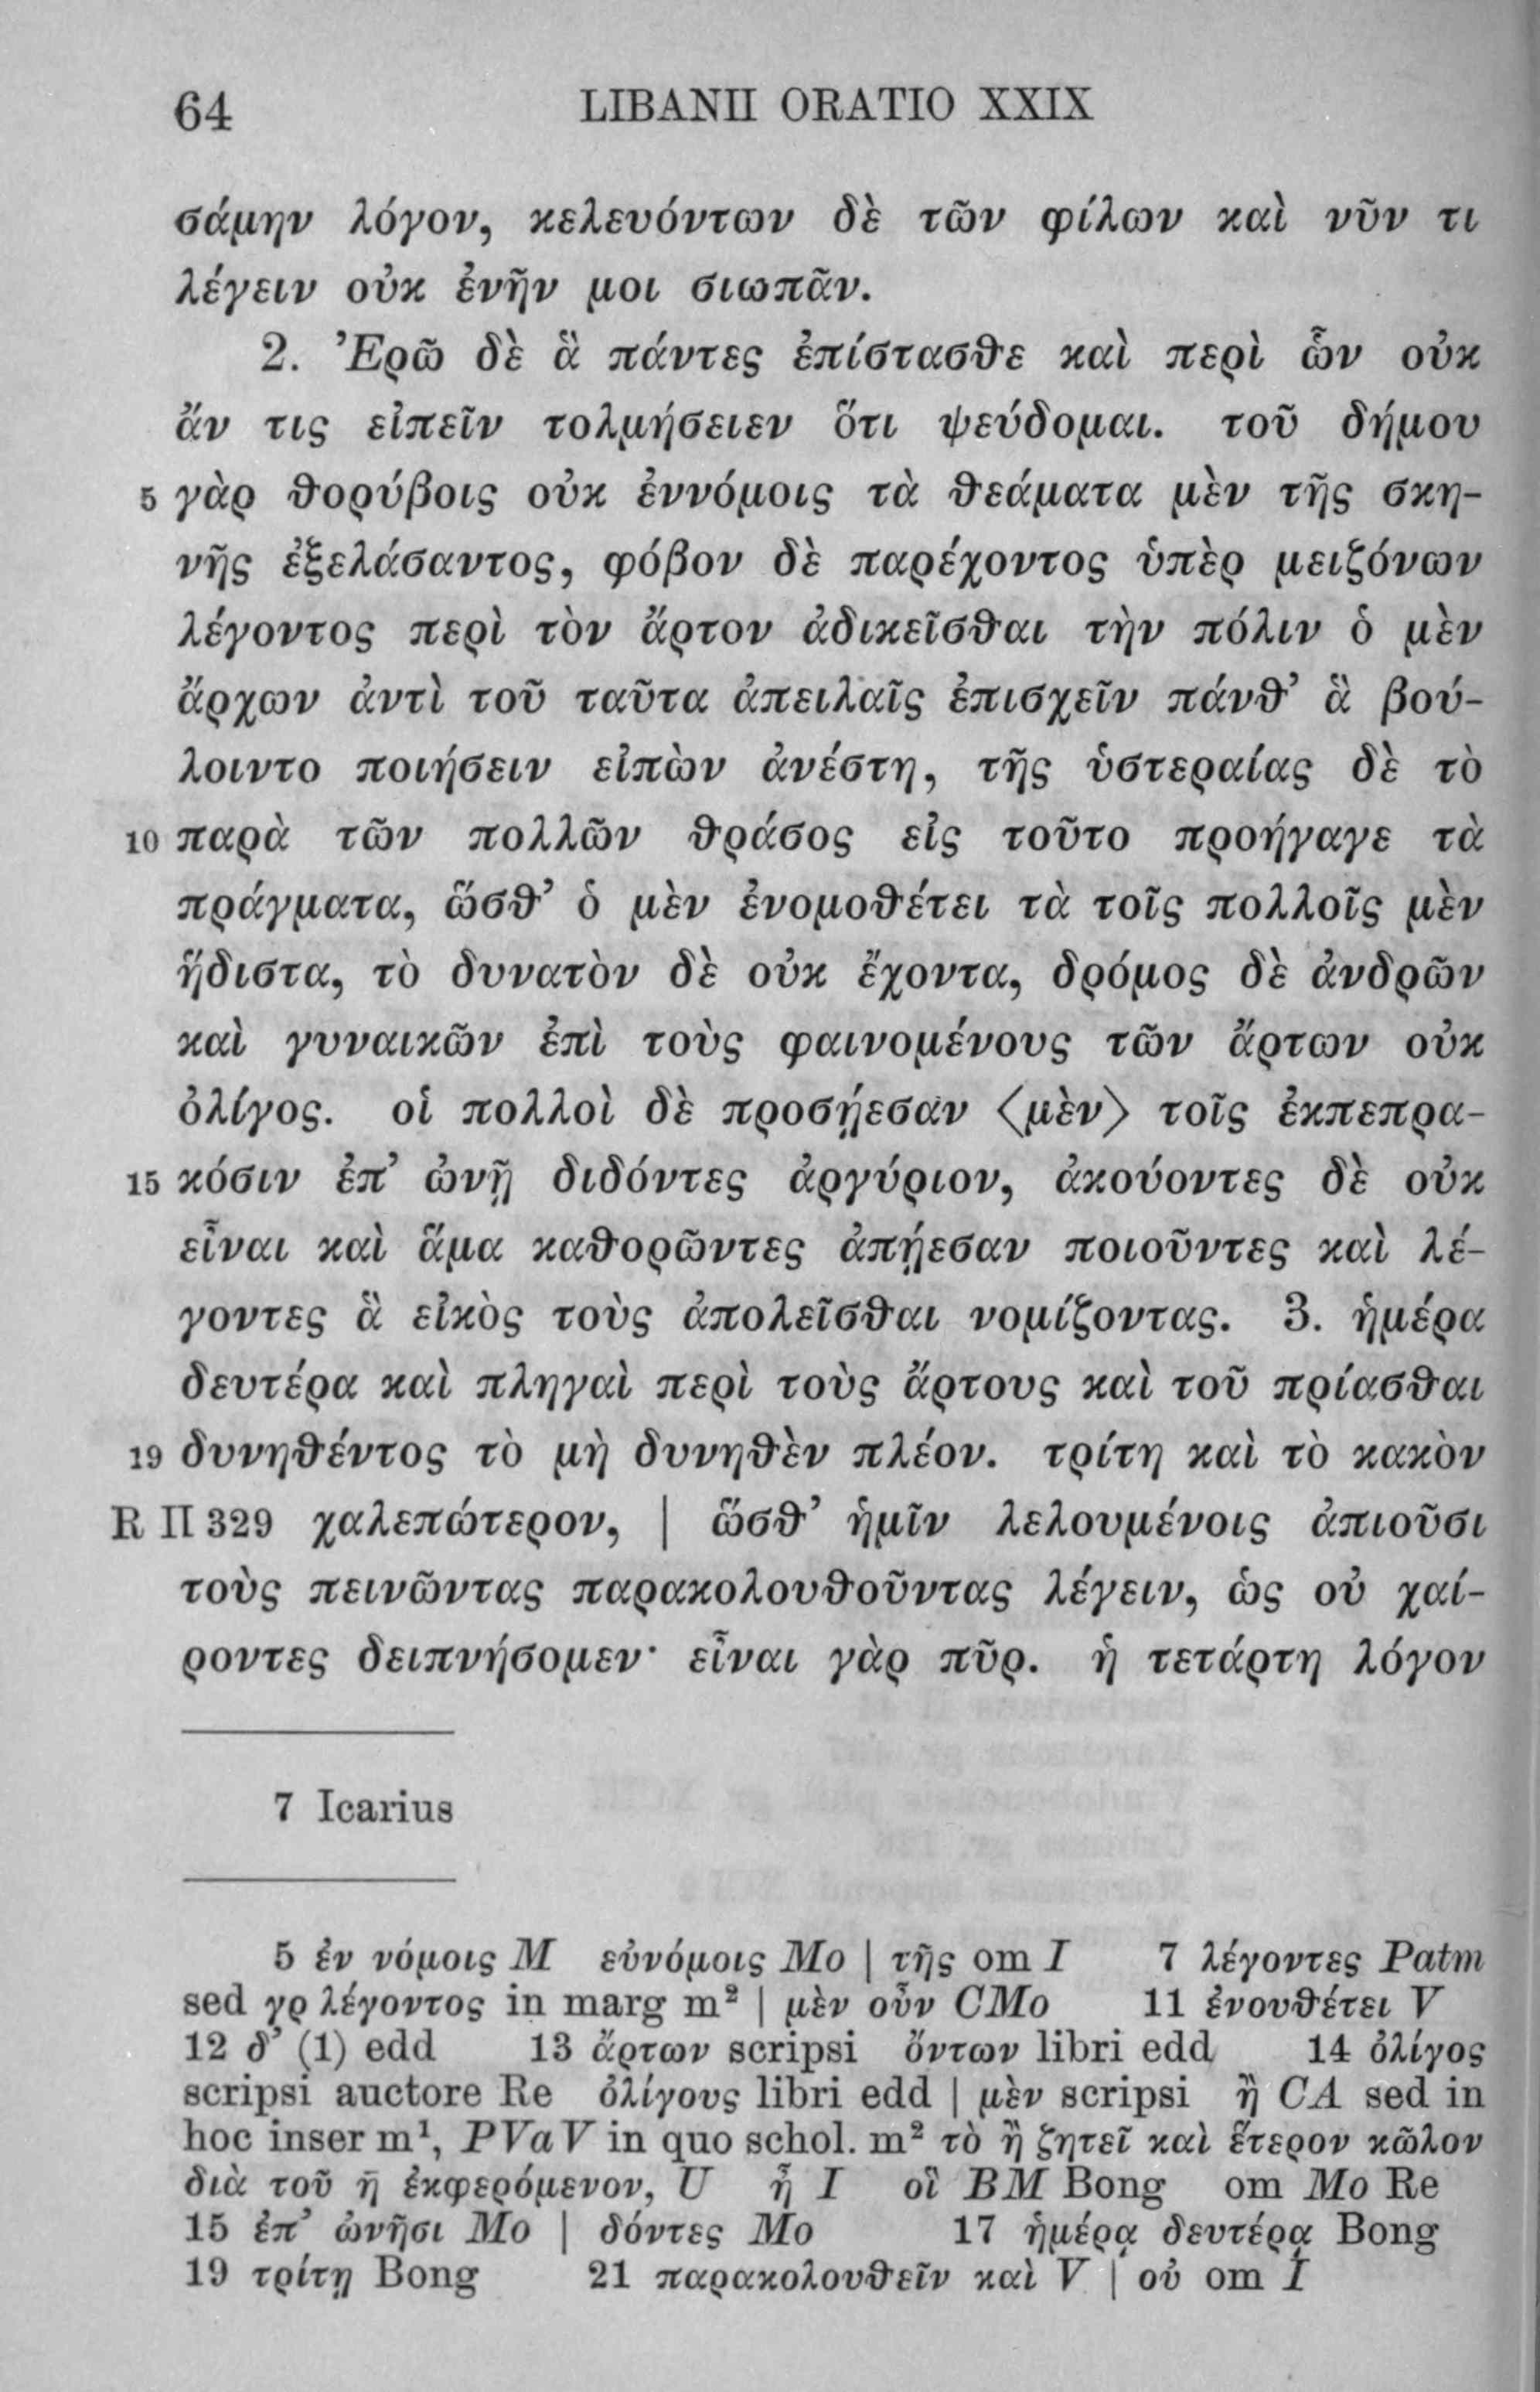 64 LIBANII ORATIO XXIX
σάμην λόγον, κελευόντων δὲ τῶν φίλων καὶ νῦν τι
λέγειν οὐκ ἐνῆν μοι σιωπᾶν.
2. Ἐρῶ δὲ ἃ πάντες ἐπίστασθε καὶ περὶ ὧν οὐκ
ἄν τις εἰπεῖν τολμήσειεν ὅτι ψεύδομαι. τοῦ δήμου
5 γὰρ θορύβοις οὐκ ἐννόμοις τὰ θεάματα μὲν τῆς σκη-
νῆς ἐξελάσαντος, φόβον δὲ παρέχοντος ὑπὲρ μειζόνων
λέγοντος περὶ τὸν ἄρτον ἀδικεῖσθαι τὴν πόλιν ὁ μὲν
ἄρχων ἀντὶ τοῦ ταῦτα ἀπειλαῖς ἐπισχεῖν πάνθ’ ἃ βού-
λοιντο ποιήσειν εἰπὼν ἀνέστη, τῆς ὑστεραίας δὲ τὸ
10 παρὰ τῶν πολλῶν θράσος εἰς τοῦτο προήγαγε τὰ
πράγματα, ὥσθ’ ὁ μὲν ἐνομοθέτει τὰ τοῖς πολλοῖς μὲν
ἥδιστα, τὸ δυνατὸν δὲ οὐκ ἔχοντα, δρόμος δὲ ἀνδρῶν
καὶ γυναικῶν ἐπὶ τοὺς φαινομένους τῶν ἄρτων οὐκ
ὀλίγος. οἱ πολλοὶ δὲ προσῄεσαν ⟨μὲν⟩ τοῖς ἐκπεπρα-
15 κόσιν ἐπ’ ὠνῇ διδόντες ἀργύριον, ἀκούοντες δὲ οὐκ
εἶναι καὶ ἅμα καθορῶντες ἀπῄεσαν ποιοῦντες καὶ λέ-
γοντες ἃ εἰκὸς τοὺς ἀπολεῖσθαι νομίζοντας. 3. ἡμέρα
δευτέρα καὶ πληγαὶ περὶ τοὺς ἄρτους καὶ τοῦ πρίασθαι
19 δυνηθέντος τὸ μὴ δυνηθὲν πλέον. τρίτη καὶ τὸ κακὸν
R II 329 χαλεπώτερον, | ὥσθ’ ἡμῖν λελουμένοις ἀπιοῦσι
τοὺς πεινῶντας παρακολουθοῦντας λέγειν, ὡς οὐ χαί-
ροντες δειπνήσομεν· εἶναι γὰρ πῦρ. ἡ τετάρτη λόγον
7 Icarius
5 ἐν νόμοις M εὐνόμοις Mo | τῆς om I 7 λέγοντες Patm
sed γρ λέγοντος in marg m² | μὲν οὖν CMo 11 ἐνουθέτει V
12 δ’ (1) edd 13 ἄρτων scripsi ὄντων libri edd 14 ὀλίγος
scripsi auctore Re ὀλίγους libri edd | μὲν scripsi ἢ CA sed in
hoc inser m¹, PVaV in quo schol. m² τὸ ἢ ζητεῖ καὶ ἕτερον κῶλον
διὰ τοῦ ἢ ἐκφερόμενον, U ἦ I οἳ BM Bong om Mo Re
15 ἐπ’ ὠνῆσι Mo | δόντες Mo 17 ἡμέρᾳ δευτέρᾳ Bong
19 τρίτῃ Bong 21 παρακολουθεῖν καὶ V | οὐ om I